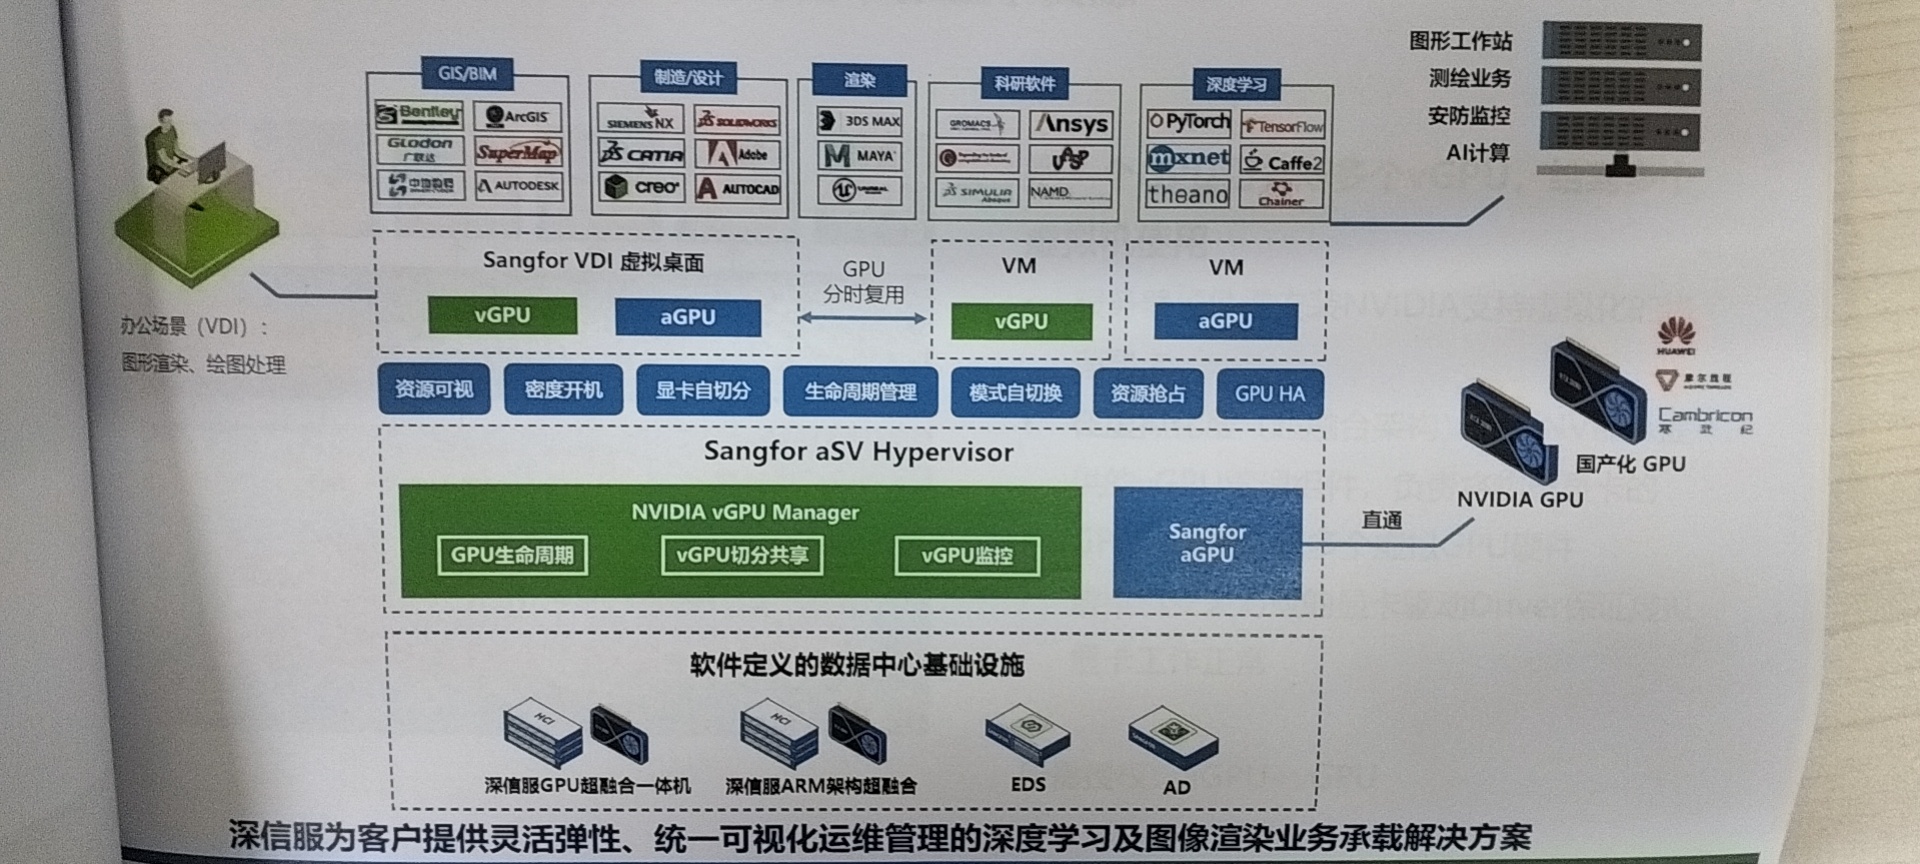 GIS/BIM
Bentley
ArcGIS
GLodon
广联达
SuperMap
AUTODESK
制造/设计
SIEMENS NX
SOLIDWORKS
CATIA
Adobe
creo
AUTOCAD
渲染
3DS MAX
MAYA
UNREAL
科研软件
GROMACS
Ansys
VASP
SIMULIA
Abaqus
NAMD
深度学习
PyTorch
TensorFlow
mxnet
Caffe2
theano
Chainer
图形工作站
测绘业务
安防监控
AI计算
办公场景（VDI）：
图形渲染、绘图处理
Sangfor VDI 虚拟桌面
vGPU
aGPU
GPU
分时复用
VM
vGPU
VM
aGPU
资源可视
密度开机
显卡自切分
生命周期管理
模式自切换
资源抢占
GPU HA
Sangfor aSV Hypervisor
NVIDIA vGPU Manager
GPU生命周期
vGPU切分共享
vGPU监控
Sangfor
aGPU
直通
HUAWEI
摩尔线程
Cambricon
寒武纪
国产化 GPU
NVIDIA GPU
软件定义的数据中心基础设施
HCI
深信服GPU超融合一体机
HCI
深信服ARM架构超融合
EDS
AD
深信服为客户提供灵活弹性、统一可视化运维管理的深度学习及图像渲染业务承载解决方案